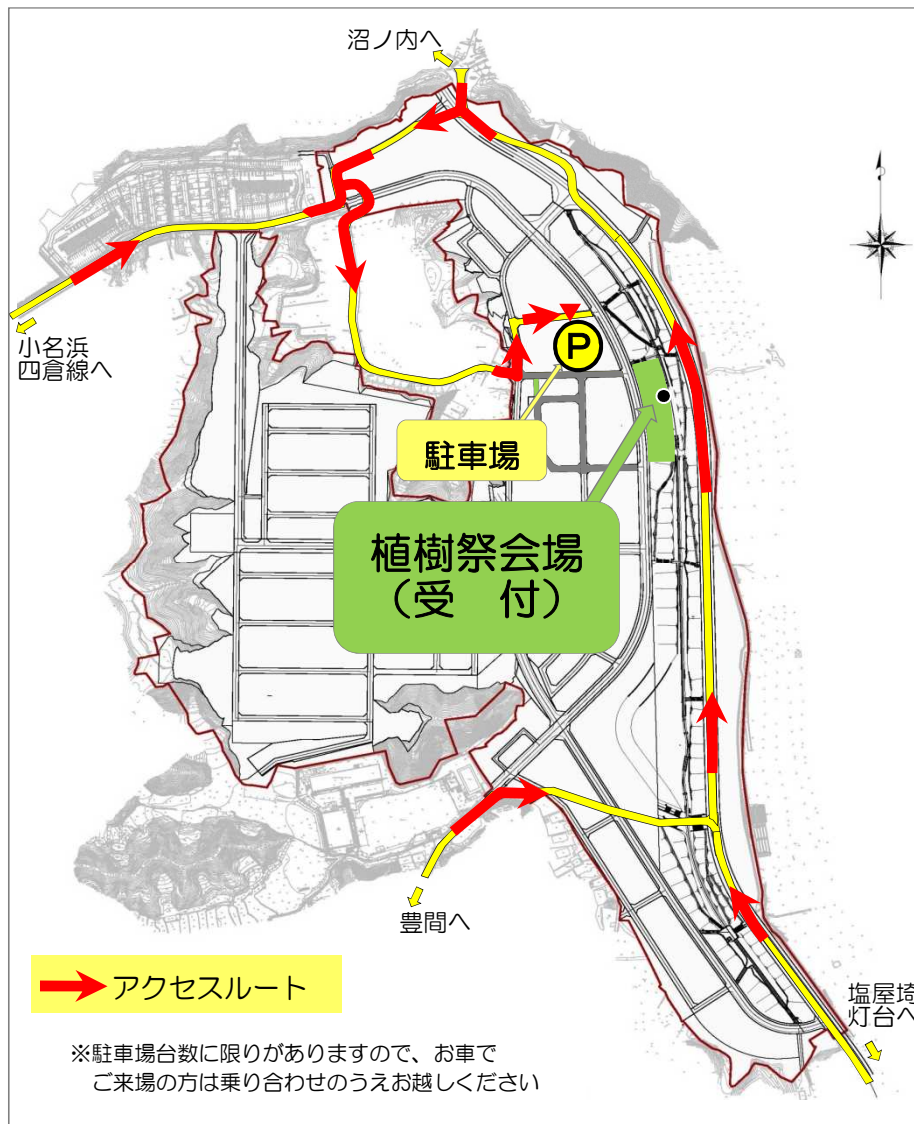 沼ノ内へ
小名浜
四倉線へ
P
駐車場
植樹祭会場
（受　付）
豊間へ
アクセスルート
塩屋埼
灯台へ
※駐車場台数に限りがありますので、お車で
ご来場の方は乗り合わせのうえお越しください